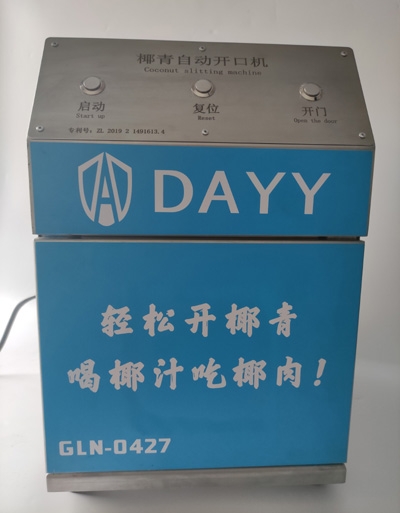 椰青自动开口机
Coconut slitting machine
启动 复位 开门
Start up Reset Open the door
专利号：ZL 2019 2 1491613.4
DAYY
轻松开椰青
喝椰汁吃椰肉！
GLN-0427